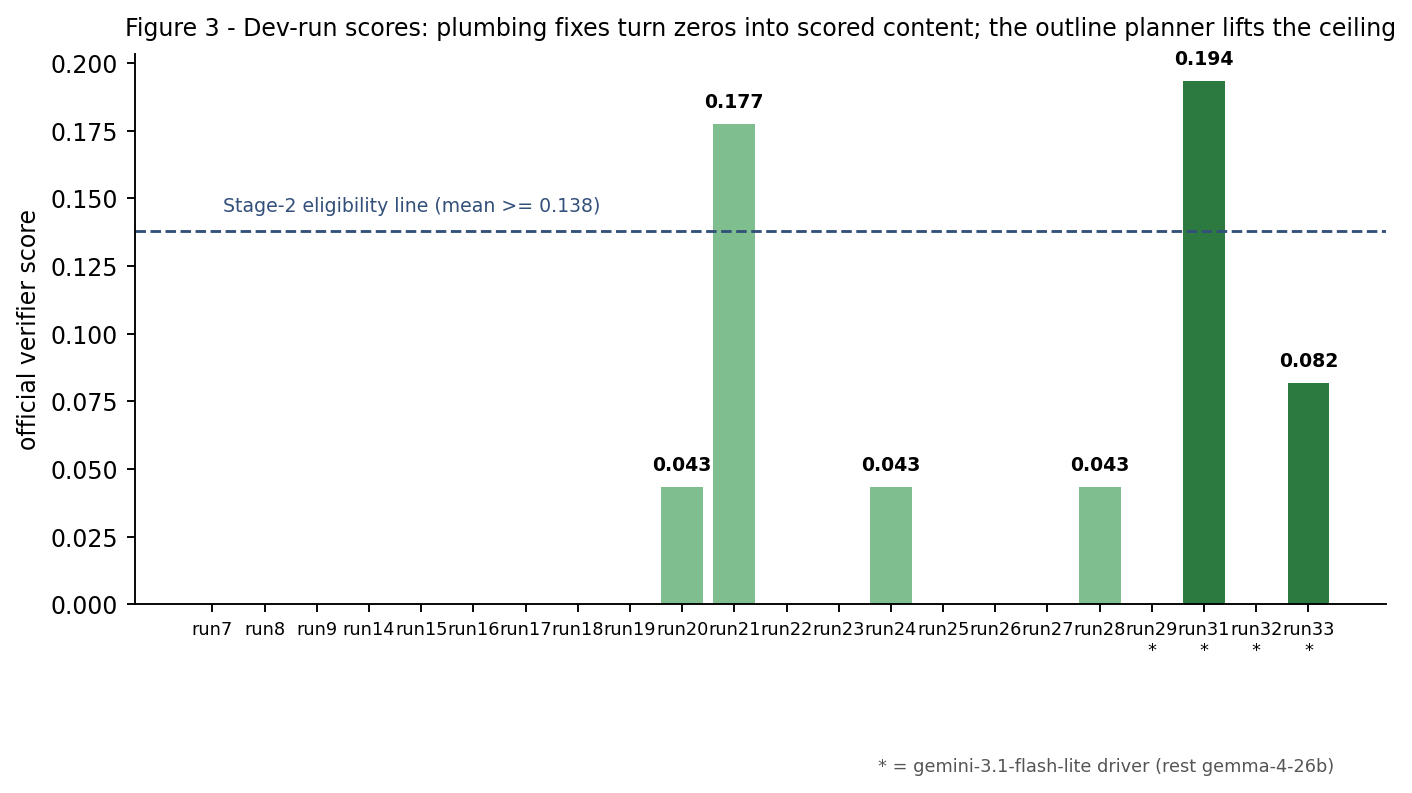 Figure 3 - Dev-run scores: plumbing fixes turn zeros into scored content; the outline planner lifts the ceiling
0.200
0.175
0.150
0.125
0.100
0.075
0.050
0.025
0.000
official verifier score
Stage-2 eligibility line (mean >= 0.138)
0.043
0.177
0.043
0.043
0.194
0.082
run7 run8 run9 run14 run15 run16 run17 run18 run19 run20 run21 run22 run23 run24 run25 run26 run27 run28 run29 run31 run32 run33
* * * *
* = gemini-3.1-flash-lite driver (rest gemma-4-26b)